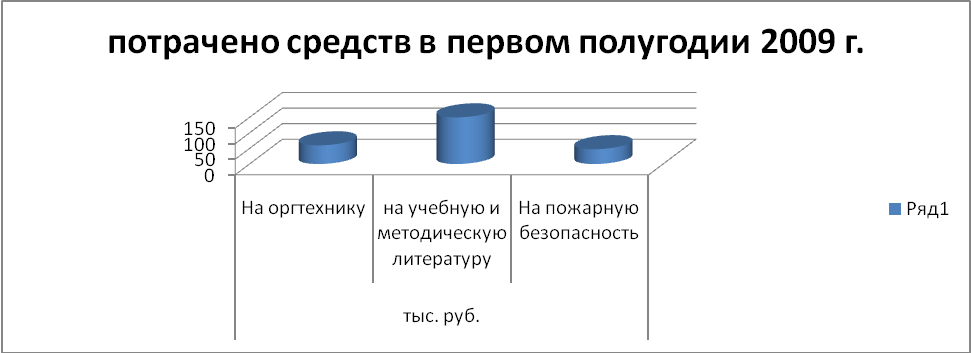 потрачено средств в первом полугодии 2009 г.
150
100
50
0
На оргтехнику
на учебную и
методическую
литературу
На пожарную
безопасность
тыс. руб.
Ряд1